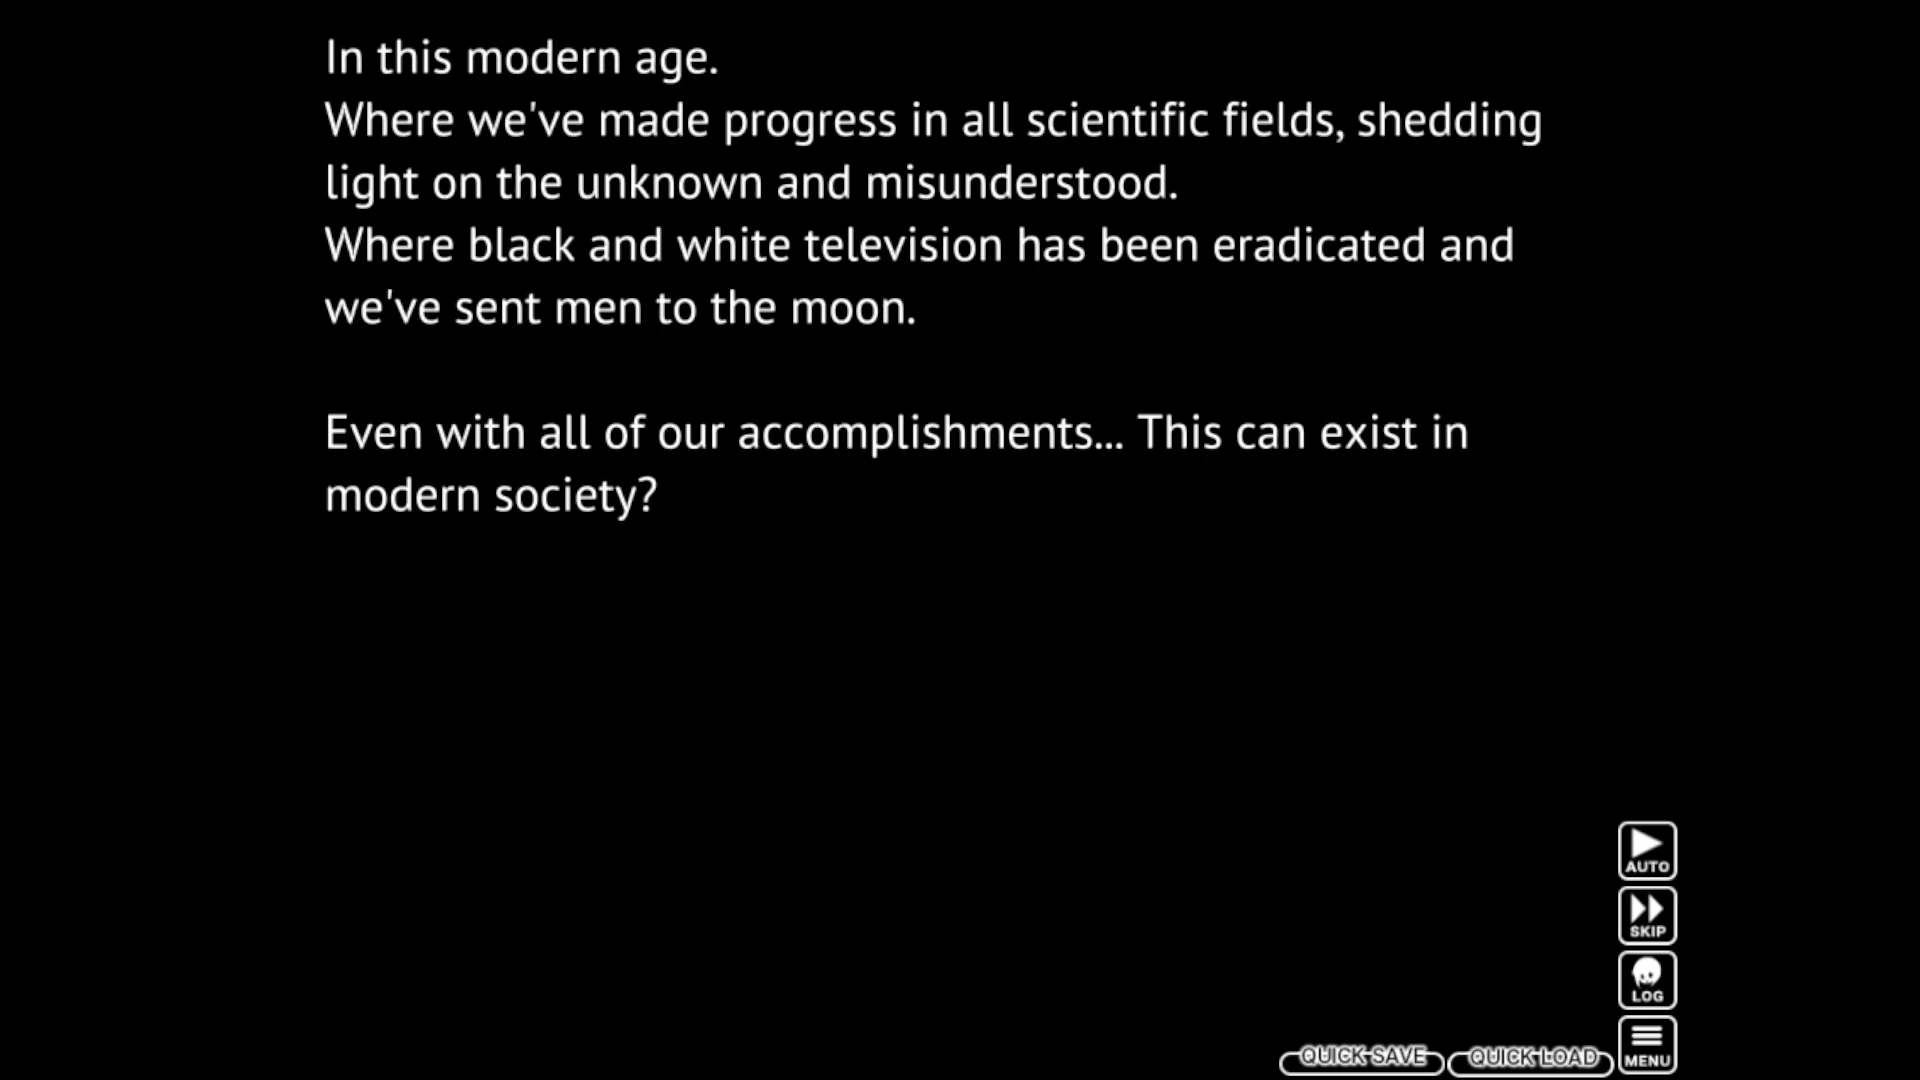 In this modern age.
Where we've made progress in all scientific fields, shedding
light on the unknown and misunderstood.
Where black and white television has been eradicated and
we've sent men to the moon.
Even with all of our accomplishments... This can exist in
modern society?
AUTO
SKIP
LOG
MENU
QUICK SAVE
QUICK LOAD